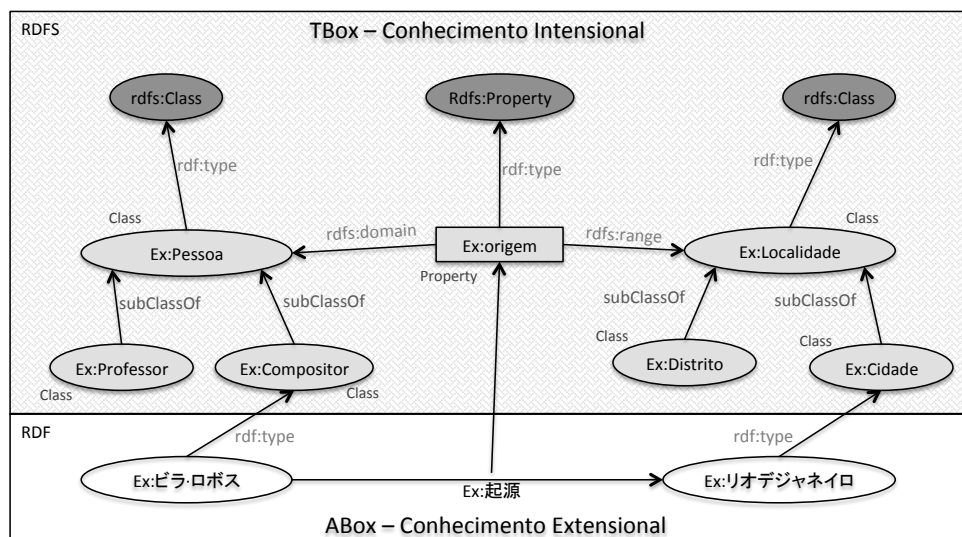 RDFS
TBox – Conhecimento Intensional
rdfs:Class
Rdfs:Property
rdfs:Class
rdf:type
rdf:type
rdf:type
Class
Class
Ex:Pessoa
rdfs:domain
Ex:origem
rdfs:range
Ex:Localidade
Property
subClassOf
subClassOf
subClassOf
subClassOf
Class
Class
Ex:Professor
Ex:Compositor
Ex:Distrito
Ex:Cidade
Class
Class
RDF
rdf:type
rdf:type
Ex:ビラ・ロボス
Ex:起源
Ex:リオデジャネイロ
ABox – Conhecimento Extensional